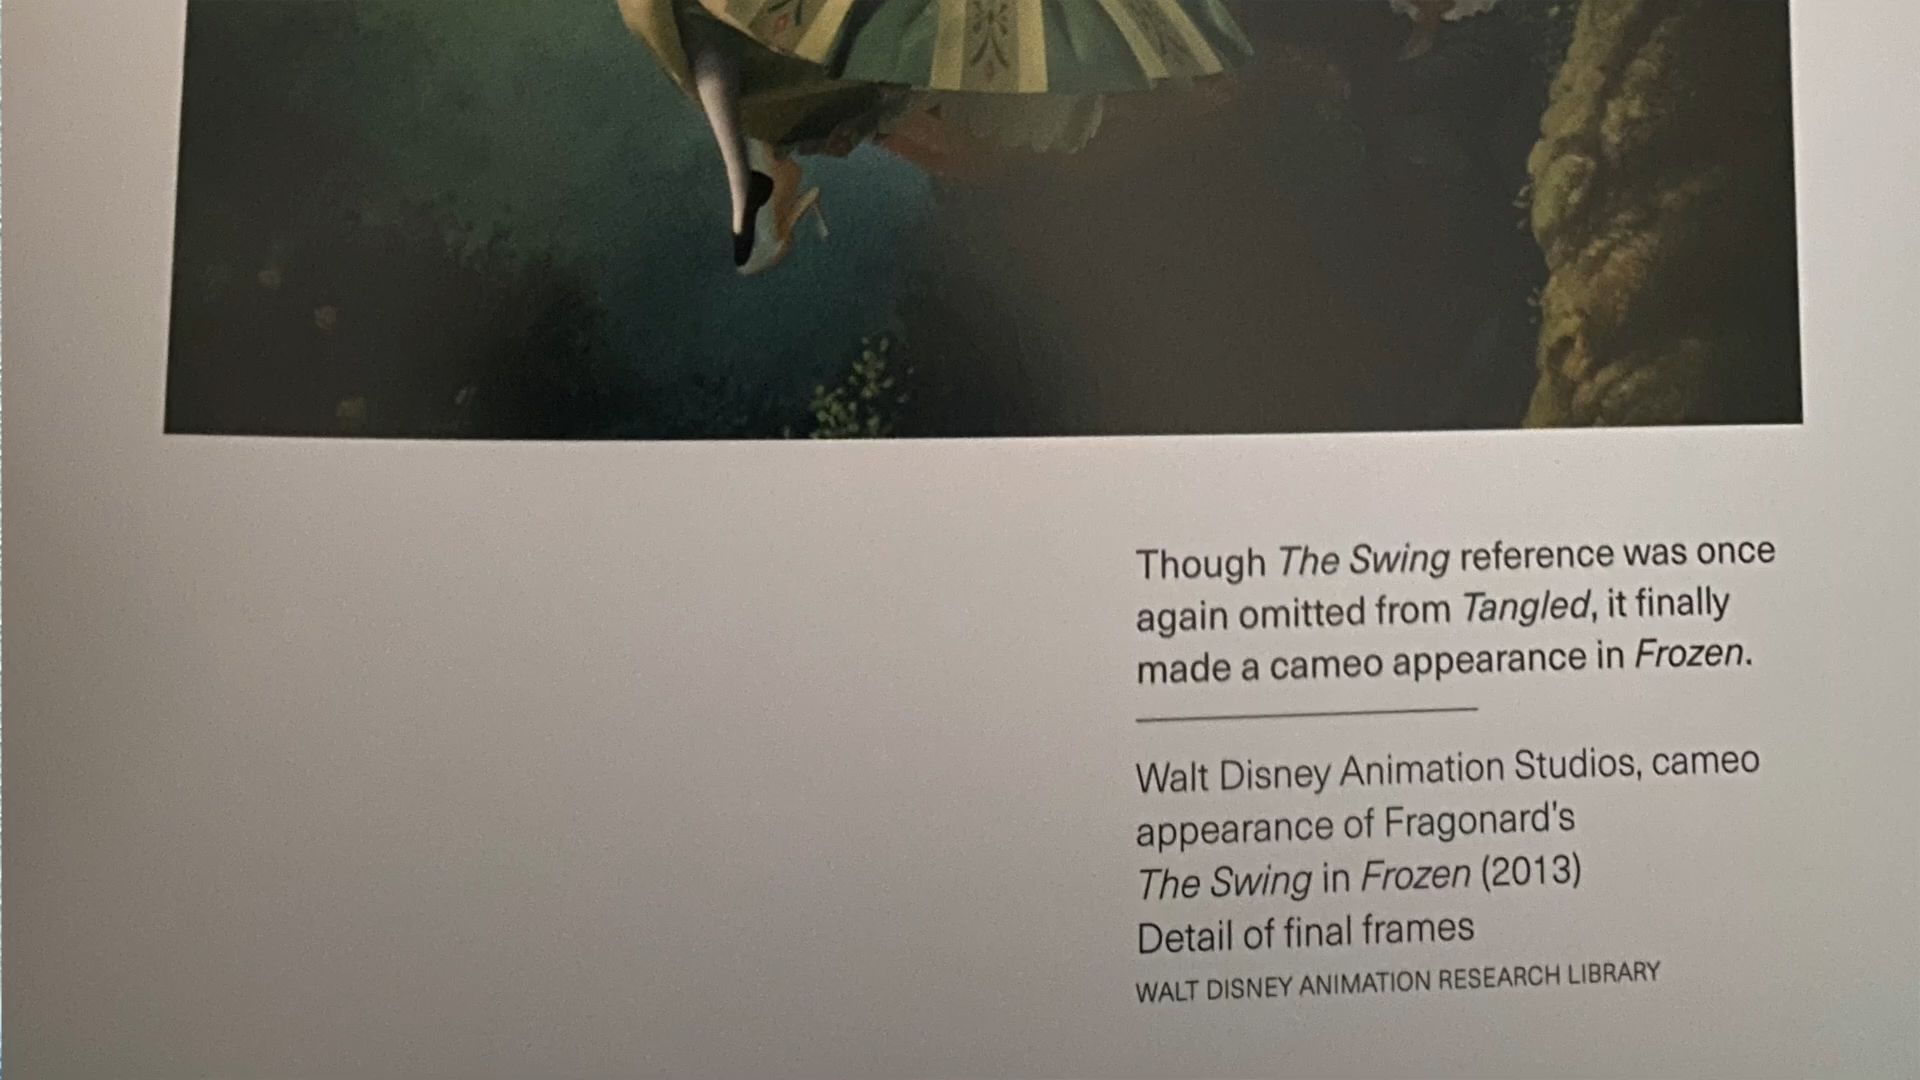 Though The Swing reference was once
again omitted from Tangled, it finally
made a cameo appearance in Frozen.
Walt Disney Animation Studios, cameo
appearance of Fragonard's
The Swing in Frozen (2013)
Detail of final frames
WALT DISNEY ANIMATION RESEARCH LIBRARY